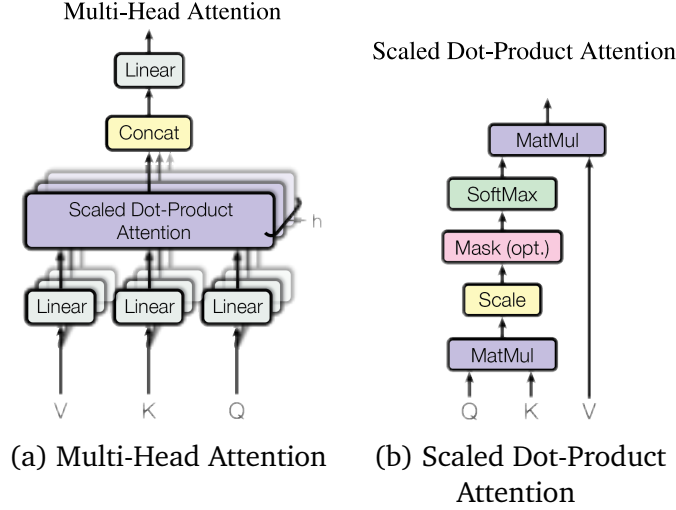 Multi-Head Attention
Linear
Concat
Scaled Dot-Product
Attention
h
Linear Linear Linear
V K Q
(a) Multi-Head Attention
Scaled Dot-Product Attention
MatMul
SoftMax
Mask (opt.)
Scale
MatMul
Q K V
(b) Scaled Dot-Product
Attention